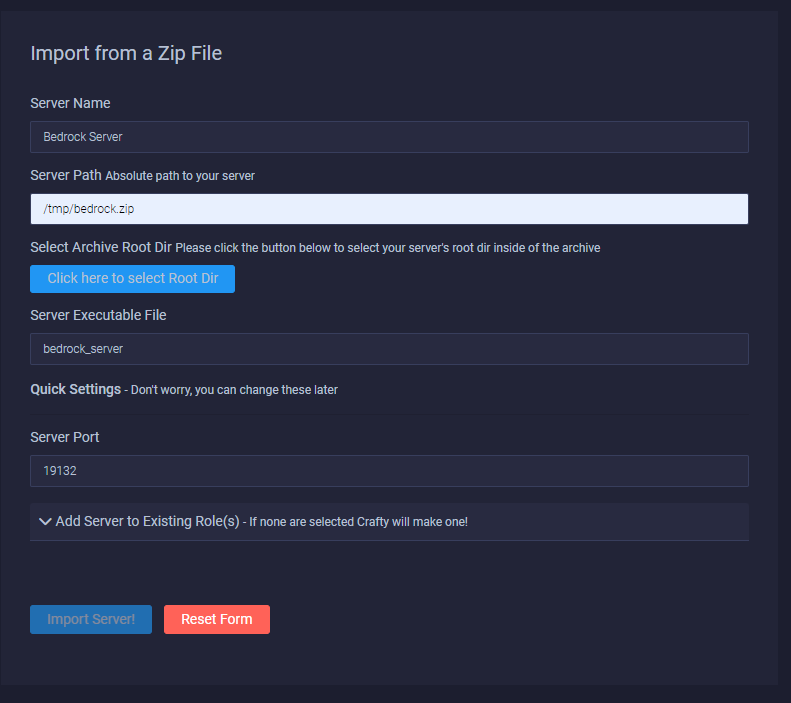 Import from a Zip File
Server Name
Bedrock Server
Server Path Absolute path to your server
/tmp/bedrock.zip
Select Archive Root Dir Please click the button below to select your server's root dir inside of the archive
Click here to select Root Dir
Server Executable File
bedrock_server
Quick Settings - Don't worry, you can change these later
Server Port
19132
Add Server to Existing Role(s) - If none are selected Crafty will make one!
Import Server! Reset Form